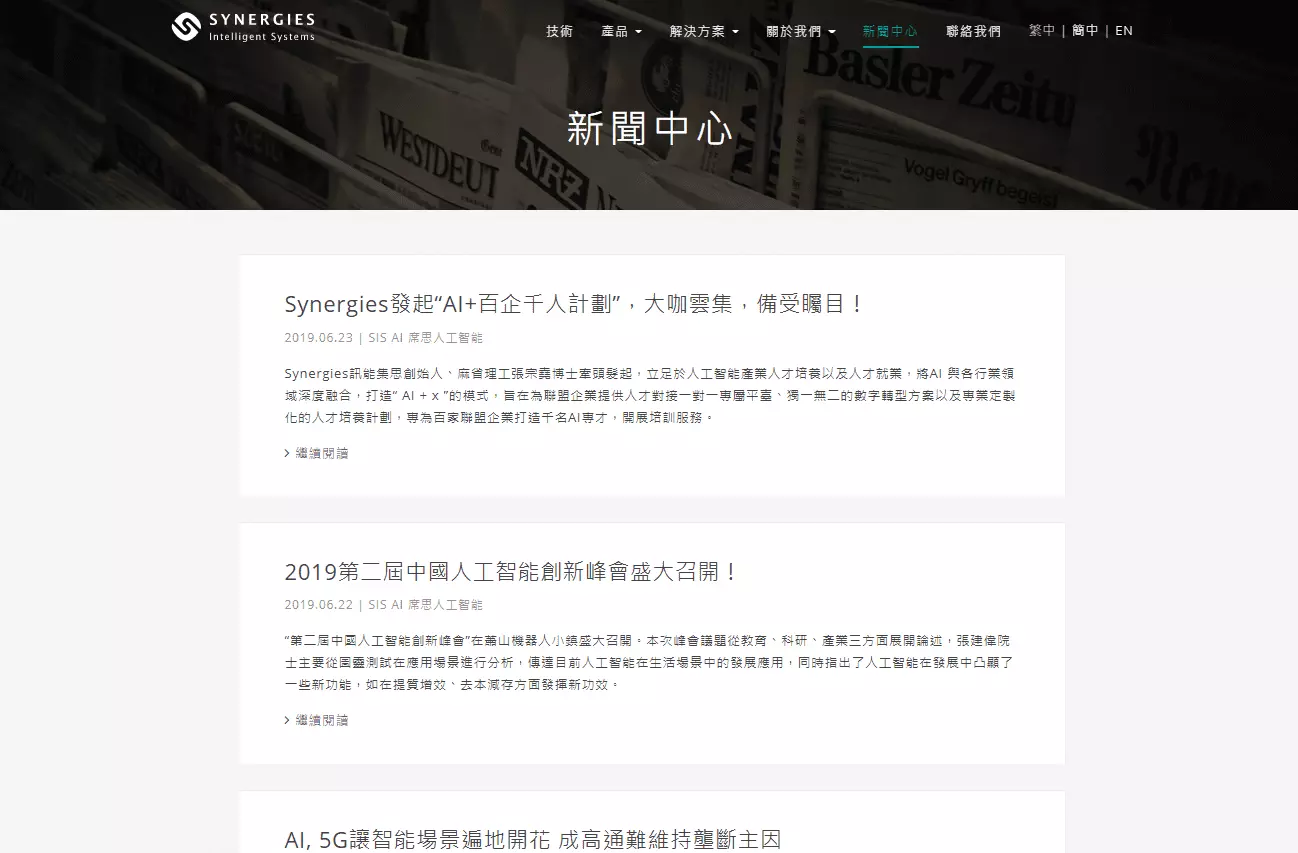 SYNERGIES
Intelligent Systems
技術 產品 解決方案 關於我們 新聞中心 聯絡我們 繁中 | 簡中 | EN
Basler Zeitu
WESTDEUT
NRZ
Vogel Gryff begeist
新聞中心
Synergies發起“AI+百企千人計劃”，大咖雲集，備受矚目！
2019.06.23 | SIS AI 席思人工智能
Synergies訊能集思創始人、麻省理工張宗堯博士牽頭發起，立足於人工智能產業人才培養以及人才就業，將AI 與各行業領
域深度融合，打造“ AI + x ”的模式，旨在為聯盟企業提供人才對接一對一專屬平臺、獨一無二的數字轉型方案以及專業定製
化的人才培養計劃，專為百家聯盟企業打造千名AI專才，開展培訓服務。
繼續閱讀
2019第二屆中國人工智能創新峰會盛大召開！
2019.06.22 | SIS AI 席思人工智能
“第二屆中國人工智能創新峰會”在蕭山機器人小鎮盛大召開。本次峰會議題從教育、科研、產業三方面展開論述，張建偉院
士主要從圖靈測試在應用場景進行分析，傳達目前人工智能在生活場景中的發展應用，同時指出了人工智能在發展中凸顯了
一些新功能，如在提質增效、去本減存方面發揮新功效。
繼續閱讀
AI, 5G讓智能場景遍地開花 成高通難維持壟斷主因